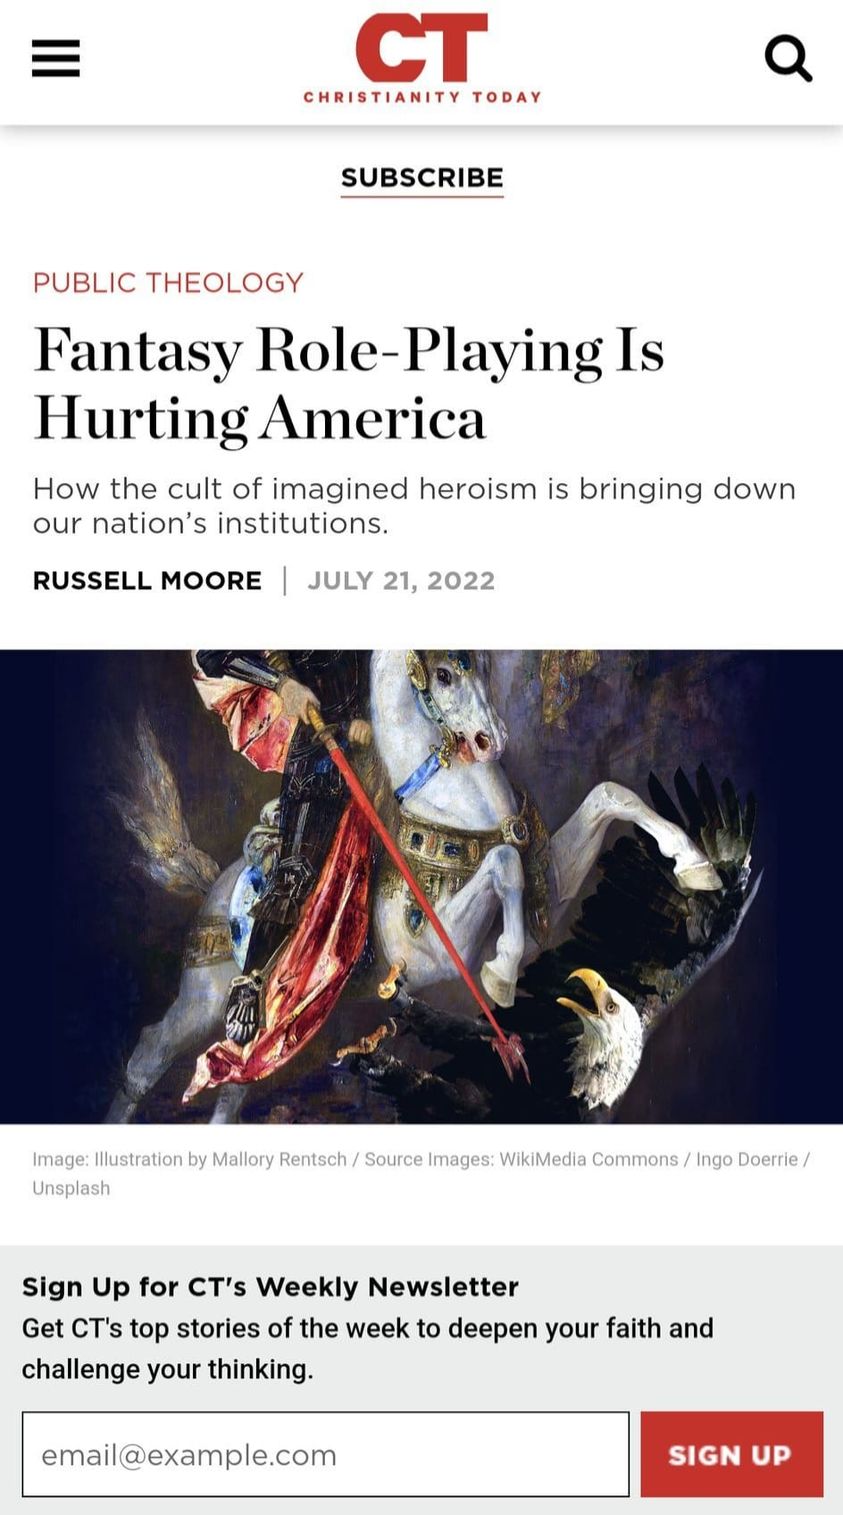 CT
CHRISTIANITY TODAY
SUBSCRIBE
PUBLIC THEOLOGY
Fantasy Role-Playing Is
Hurting America
How the cult of imagined heroism is bringing down
our nation's institutions.
RUSSELL MOORE | JULY 21, 2022
Image: Illustration by Mallory Rentsch / Source Images: WikiMedia Commons / Ingo Doerrie /
Unsplash
Sign Up for CT's Weekly Newsletter
Get CT's top stories of the week to deepen your faith and
challenge your thinking.
email@example.com SIGN UP